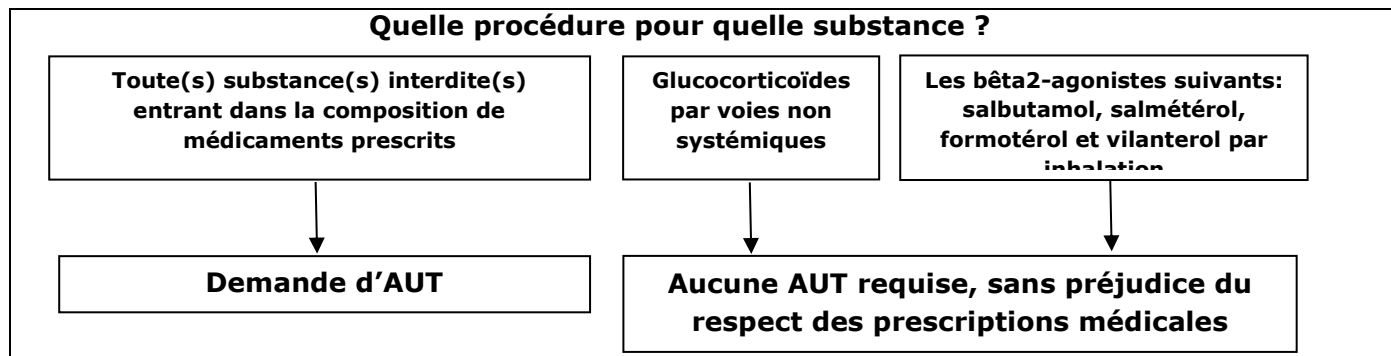 Quelle procédure pour quelle substance ?
Toute(s) substance(s) interdite(s)
entrant dans la composition de
médicaments prescrits
Glucocorticoïdes
par voies non
systémiques
Les bêta2-agonistes suivants:
salbutamol, salmétérol,
formotérol et vilanterol par
inhalation
Demande d’AUT
Aucune AUT requise, sans préjudice du
respect des prescriptions médicales